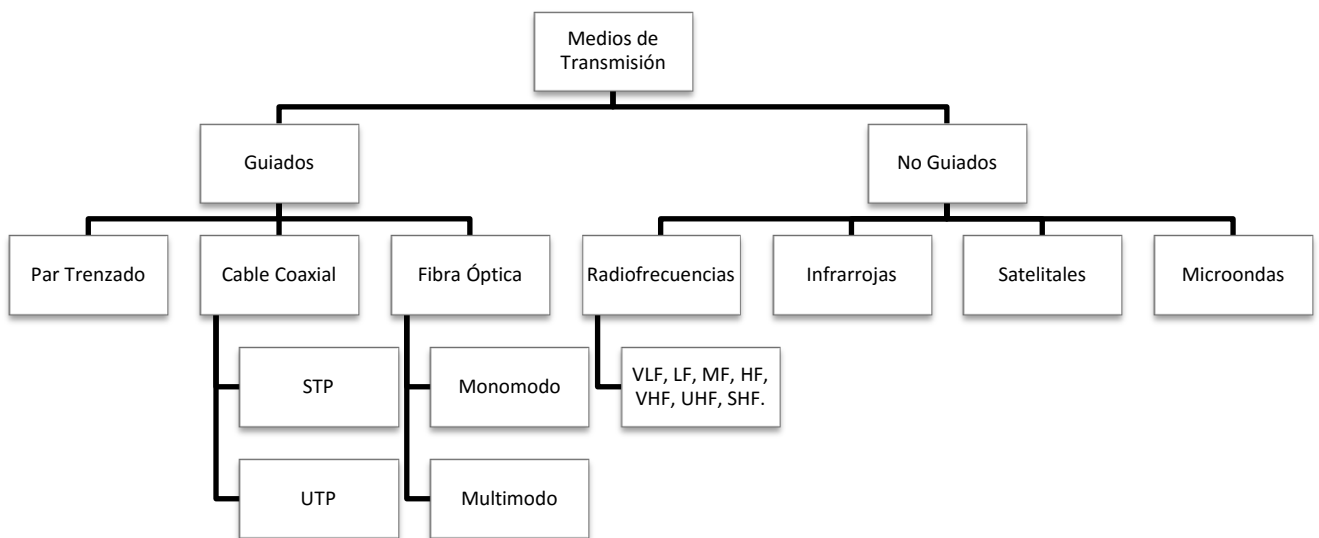 Medios de
Transmisión
Guiados
No Guiados
Par Trenzado
Cable Coaxial
Fibra Óptica
Radiofrecuencias
Infrarrojas
Satelitales
Microondas
STP
Monomodo
VLF, LF, MF, HF,
VHF, UHF, SHF.
UTP
Multimodo